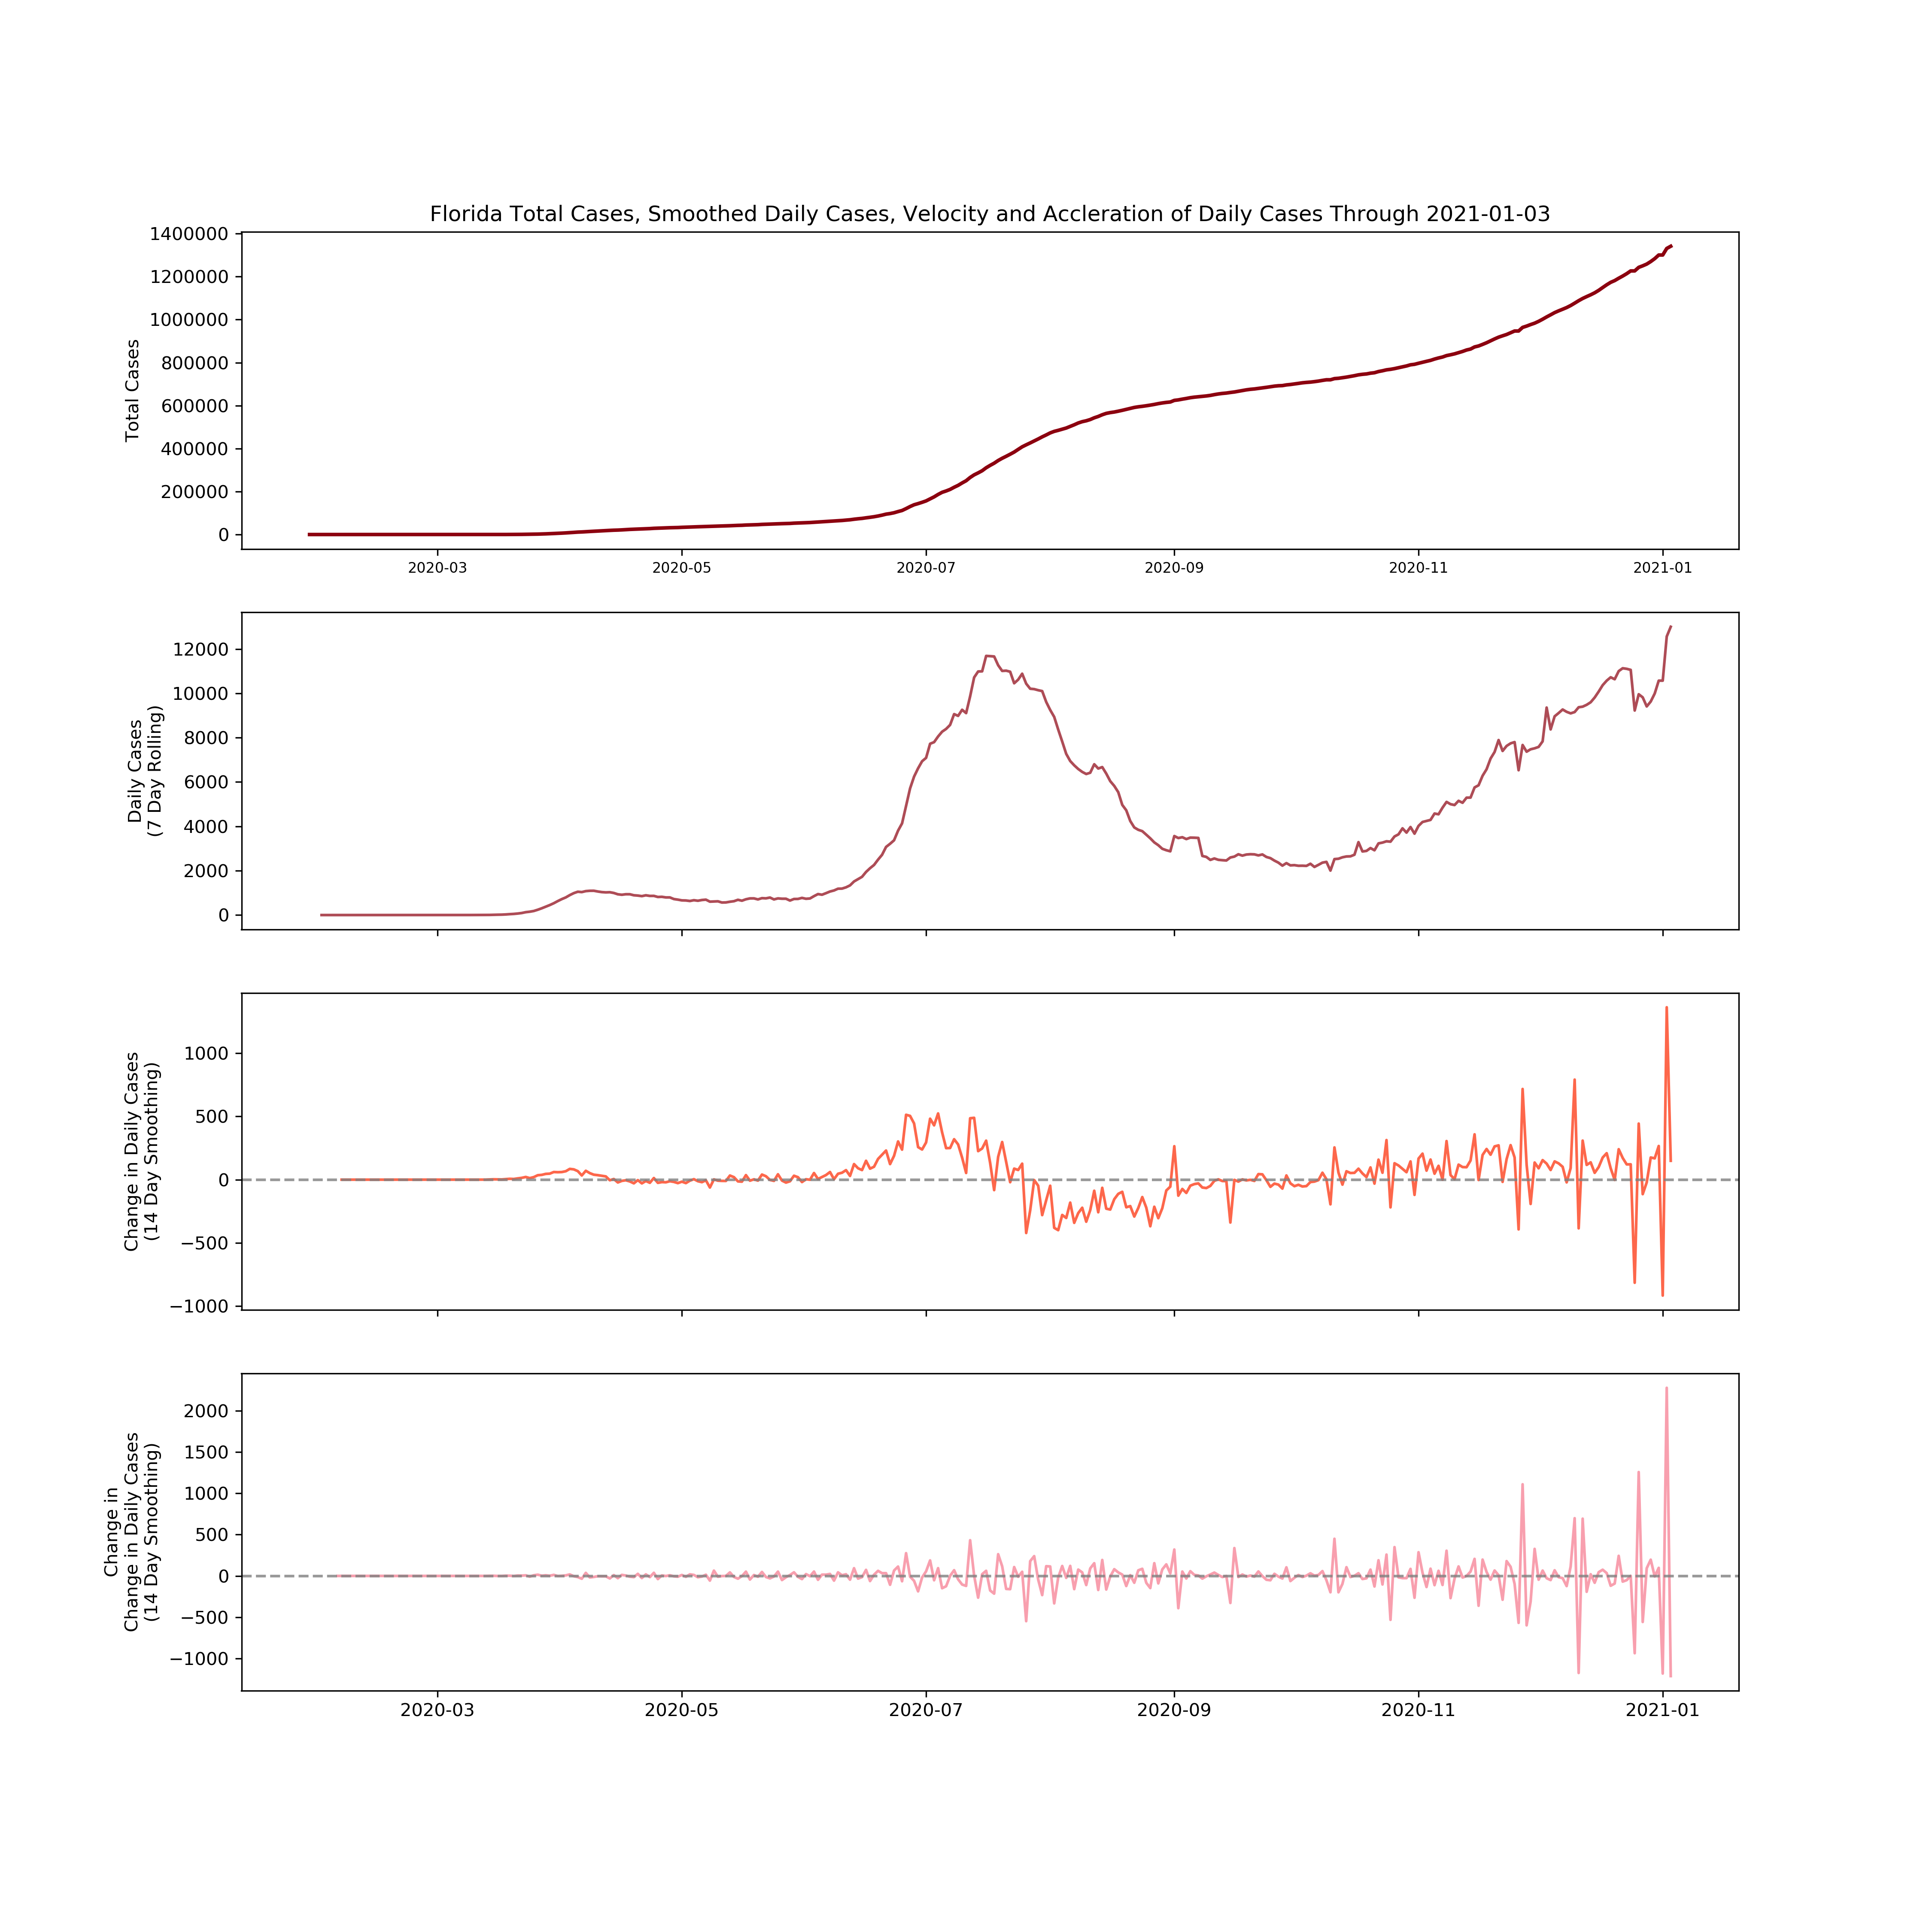 Florida Total Cases, Smoothed Daily Cases, Velocity and Accleration of Daily Cases Through 2021-01-03
Total Cases
1400000
1200000
1000000
800000
600000
400000
200000
0
2020-03 2020-05 2020-07 2020-09 2020-11 2021-01
Daily Cases
(7 Day Rolling)
12000
10000
8000
6000
4000
2000
0
Change in Daily Cases
(14 Day Smoothing)
1000
500
0
−500
−1000
Change in
Change in Daily Cases
(14 Day Smoothing)
2000
1500
1000
500
0
−500
−1000
2020-03 2020-05 2020-07 2020-09 2020-11 2021-01